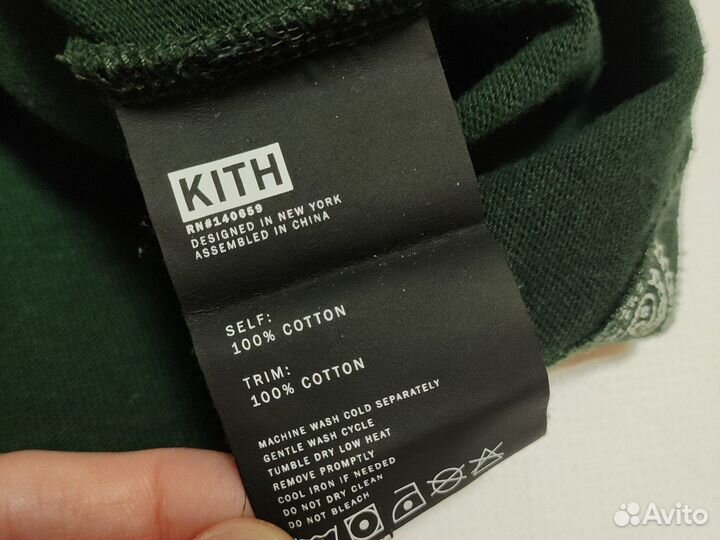 KITH
RN#140659
DESIGNED IN NEW YORK
ASSEMBLED IN CHINA
SELF:
100% COTTON
TRIM:
100% COTTON
MACHINE WASH COLD SEPARATELY
GENTLE WASH CYCLE
TUMBLE DRY LOW HEAT
REMOVE PROMPTLY
COOL IRON IF NEEDED
DO NOT DRY CLEAN
DO NOT BLEACH
Avito